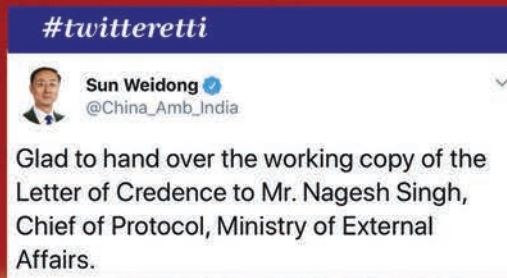 #twitteretti
Sun Weidong
@China_Amb_India
Glad to hand over the working copy of the
Letter of Credence to Mr. Nagesh Singh,
Chief of Protocol, Ministry of External
Affairs.